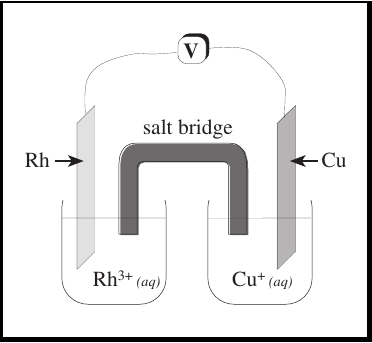 V
salt bridge
Rh
Cu
Rh³⁺ (aq)
Cu⁺ (aq)